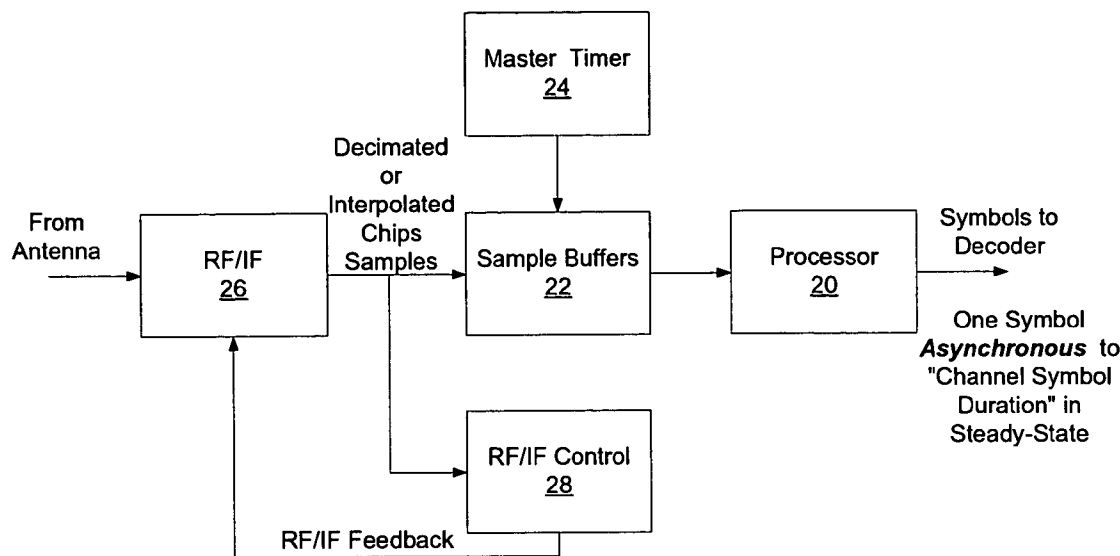 Master Timer
24
Decimated
or
Interpolated
Chips
Samples
From
Antenna
RF/IF
26
Sample Buffers
22
Processor
20
Symbols to
Decoder
One Symbol
Asynchronous to
"Channel Symbol
Duration" in
Steady-State
RF/IF Control
28
RF/IF Feedback